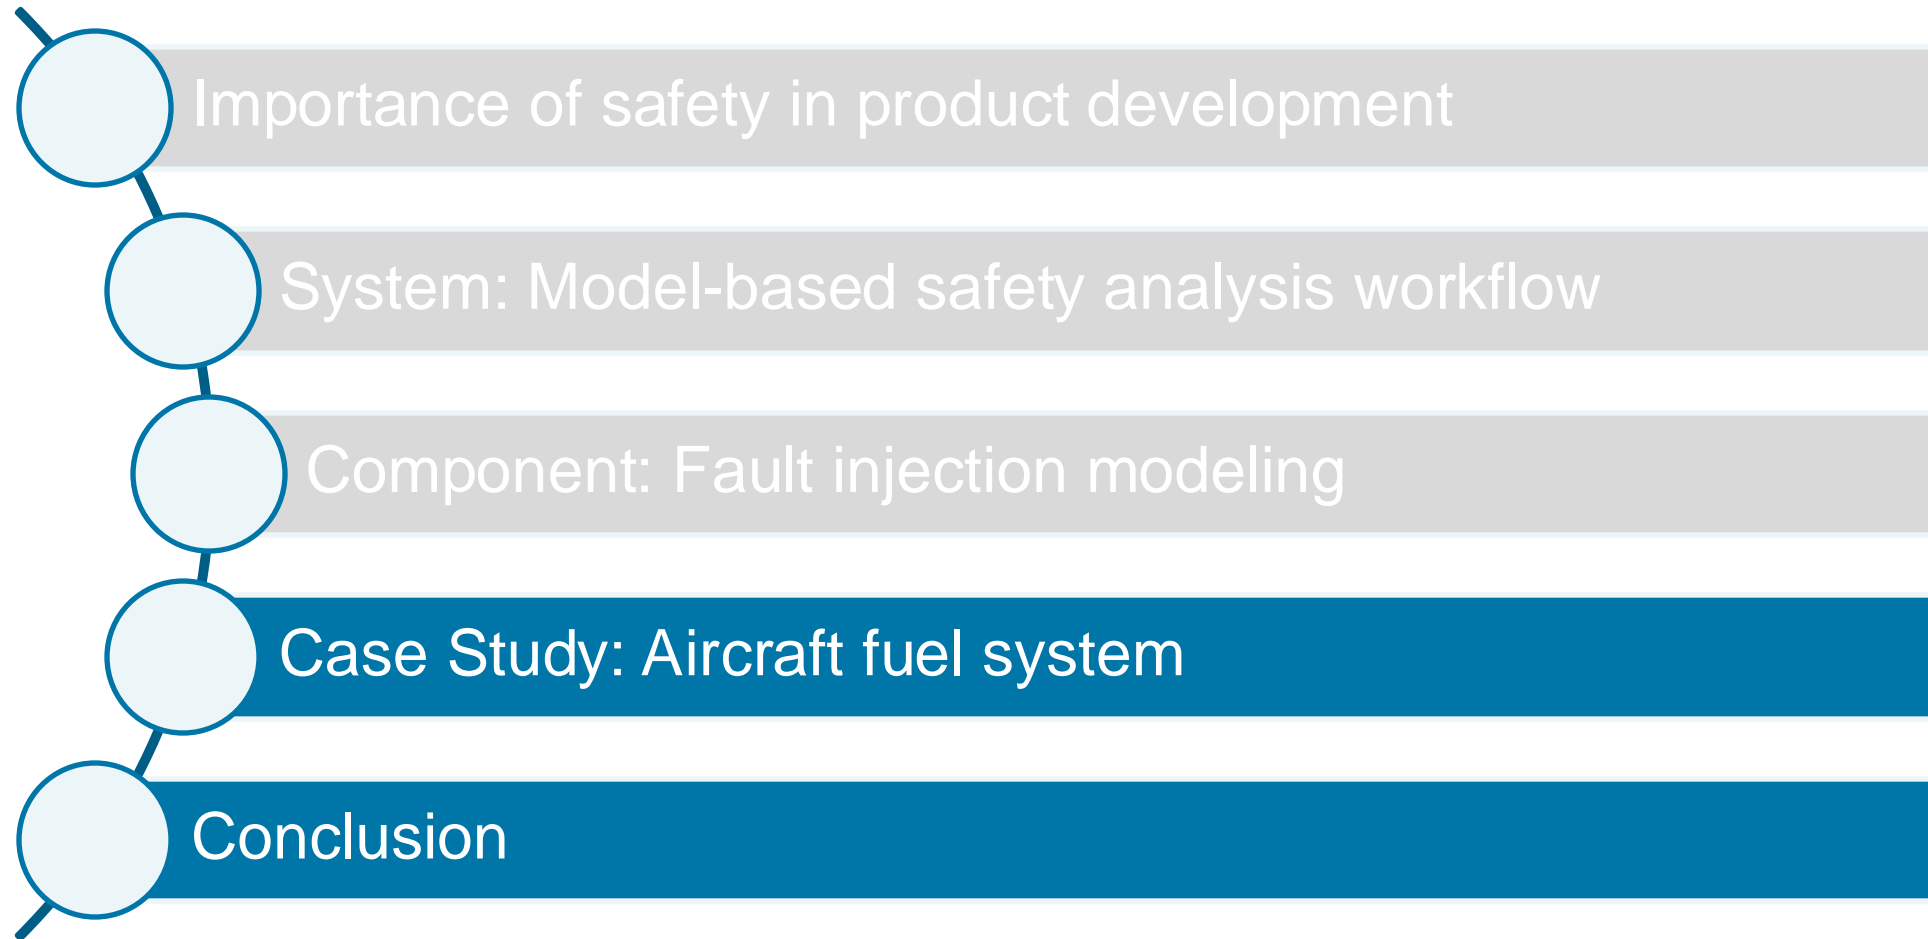 Importance of safety in product development
System: Model-based safety analysis workflow
Component: Fault injection modeling
Case Study: Aircraft fuel system
Conclusion